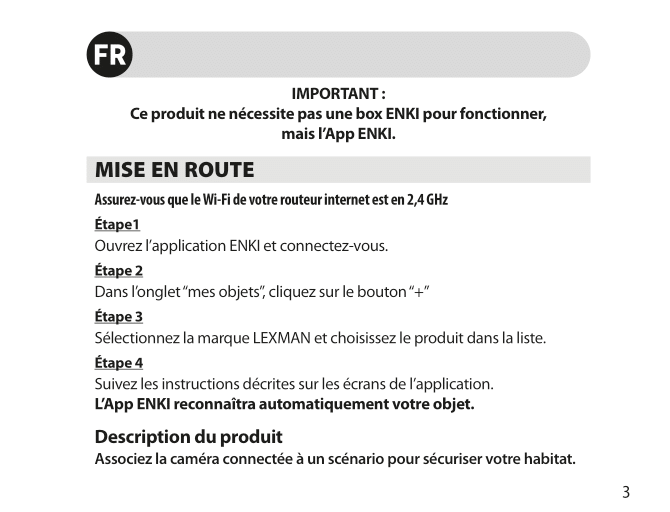 FR
IMPORTANT :
Ce produit ne nécessite pas une box ENKI pour fonctionner,
mais l’App ENKI.
MISE EN ROUTE
Assurez-vous que le Wi-Fi de votre routeur internet est en 2,4 GHz
Étape1
Ouvrez l’application ENKI et connectez-vous.
Étape 2
Dans l’onglet “mes objets”, cliquez sur le bouton “+”
Étape 3
Sélectionnez la marque LEXMAN et choisissez le produit dans la liste.
Étape 4
Suivez les instructions décrites sur les écrans de l’application.
L’App ENKI reconnaîtra automatiquement votre objet.
Description du produit
Associez la caméra connectée à un scénario pour sécuriser votre habitat.
3